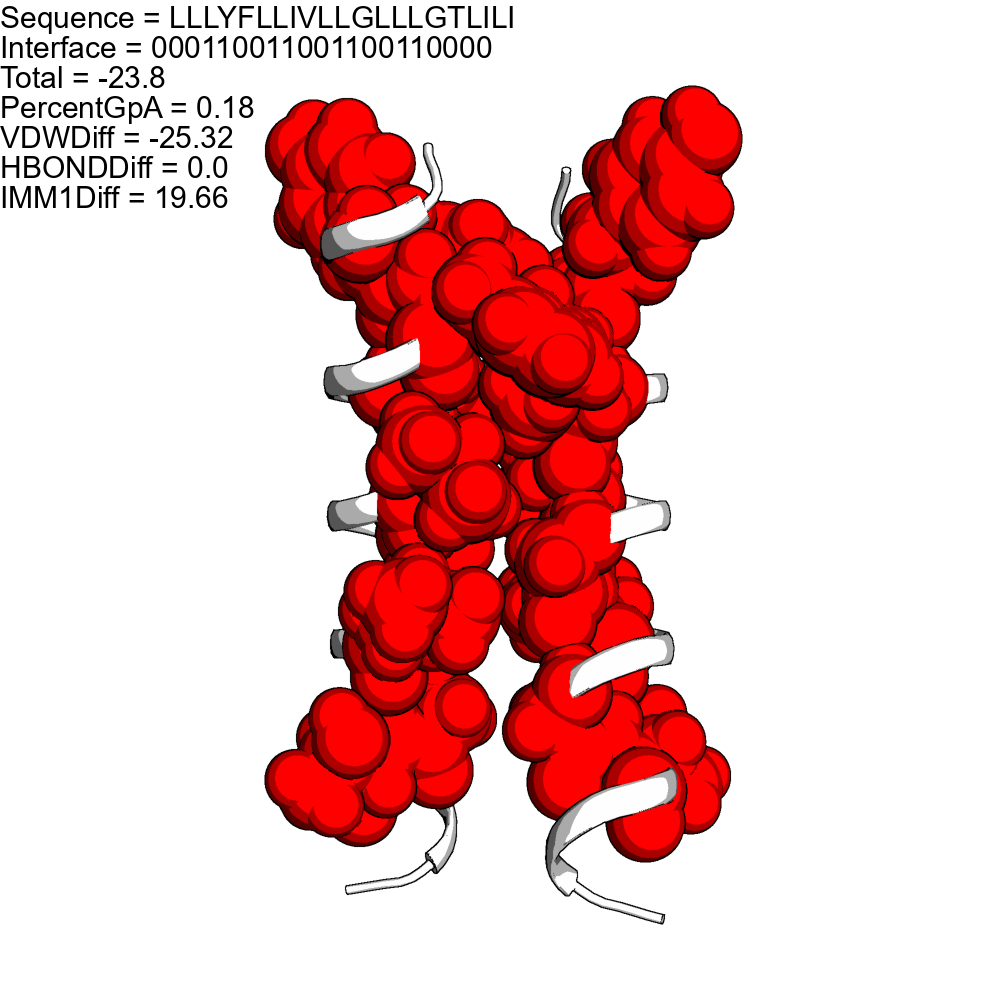 Sequence = LLLYFLLIVLLGLLLGTLILI
Interface = 000110011001100110000
Total = -23.8
PercentGpA = 0.18
VDWDiff = -25.32
HBONDDiff = 0.0
IMM1Diff = 19.66